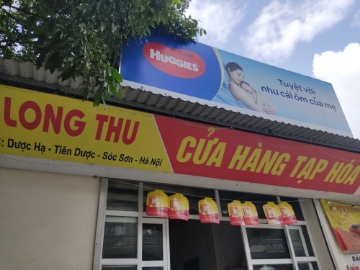 HUGGIES
Tuyệt vời
như cái ôm của mẹ
LONG THU
: Dược Hạ - Tiên Dược - Sóc Sơn - Hà Nội
CỬA HÀNG TẠP HÓA